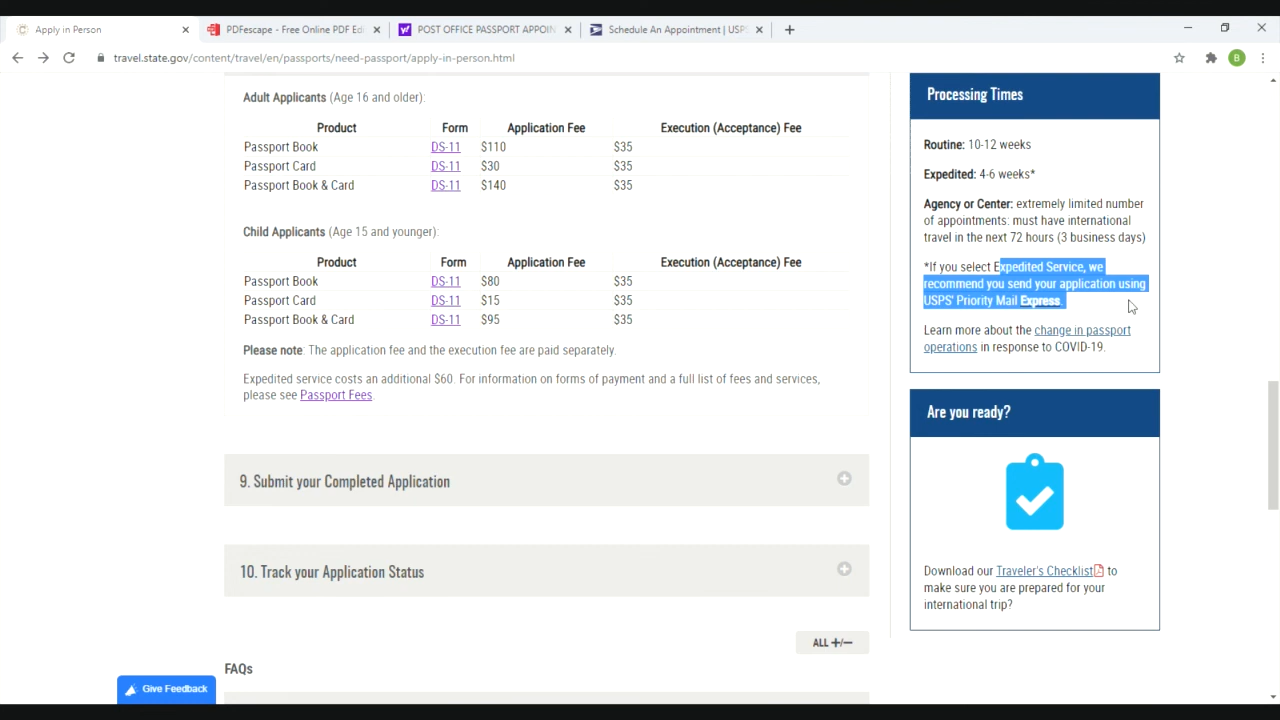 Apply in Person
PDFescape - Free Online PDF Edi
POST OFFICE PASSPORT APPOIN
Schedule An Appointment | USPS
travel.state.gov/content/travel/en/passports/need-passport/apply-in-person.html
B
Adult Applicants (Age 16 and older):
Product Form Application Fee Execution (Acceptance) Fee
Passport Book DS-11 $110 $35
Passport Card DS-11 $30 $35
Passport Book & Card DS-11 $140 $35
Child Applicants (Age 15 and younger):
Product Form Application Fee Execution (Acceptance) Fee
Passport Book DS-11 $80 $35
Passport Card DS-11 $15 $35
Passport Book & Card DS-11 $95 $35
Please note: The application fee and the execution fee are paid separately.
Expedited service costs an additional $60. For information on forms of payment and a full list of fees and services,
please see Passport Fees.
9. Submit your Completed Application
10. Track your Application Status
ALL +/−
FAQs
Give Feedback
Processing Times
Routine: 10-12 weeks
Expedited: 4-6 weeks*
Agency or Center: extremely limited number
of appointments: must have international
travel in the next 72 hours (3 business days)
*If you select Expedited Service, we
recommend you send your application using
USPS' Priority Mail Express.
Learn more about the change in passport
operations in response to COVID-19.
Are you ready?
Download our Traveler's Checklist to
make sure you are prepared for your
international trip?